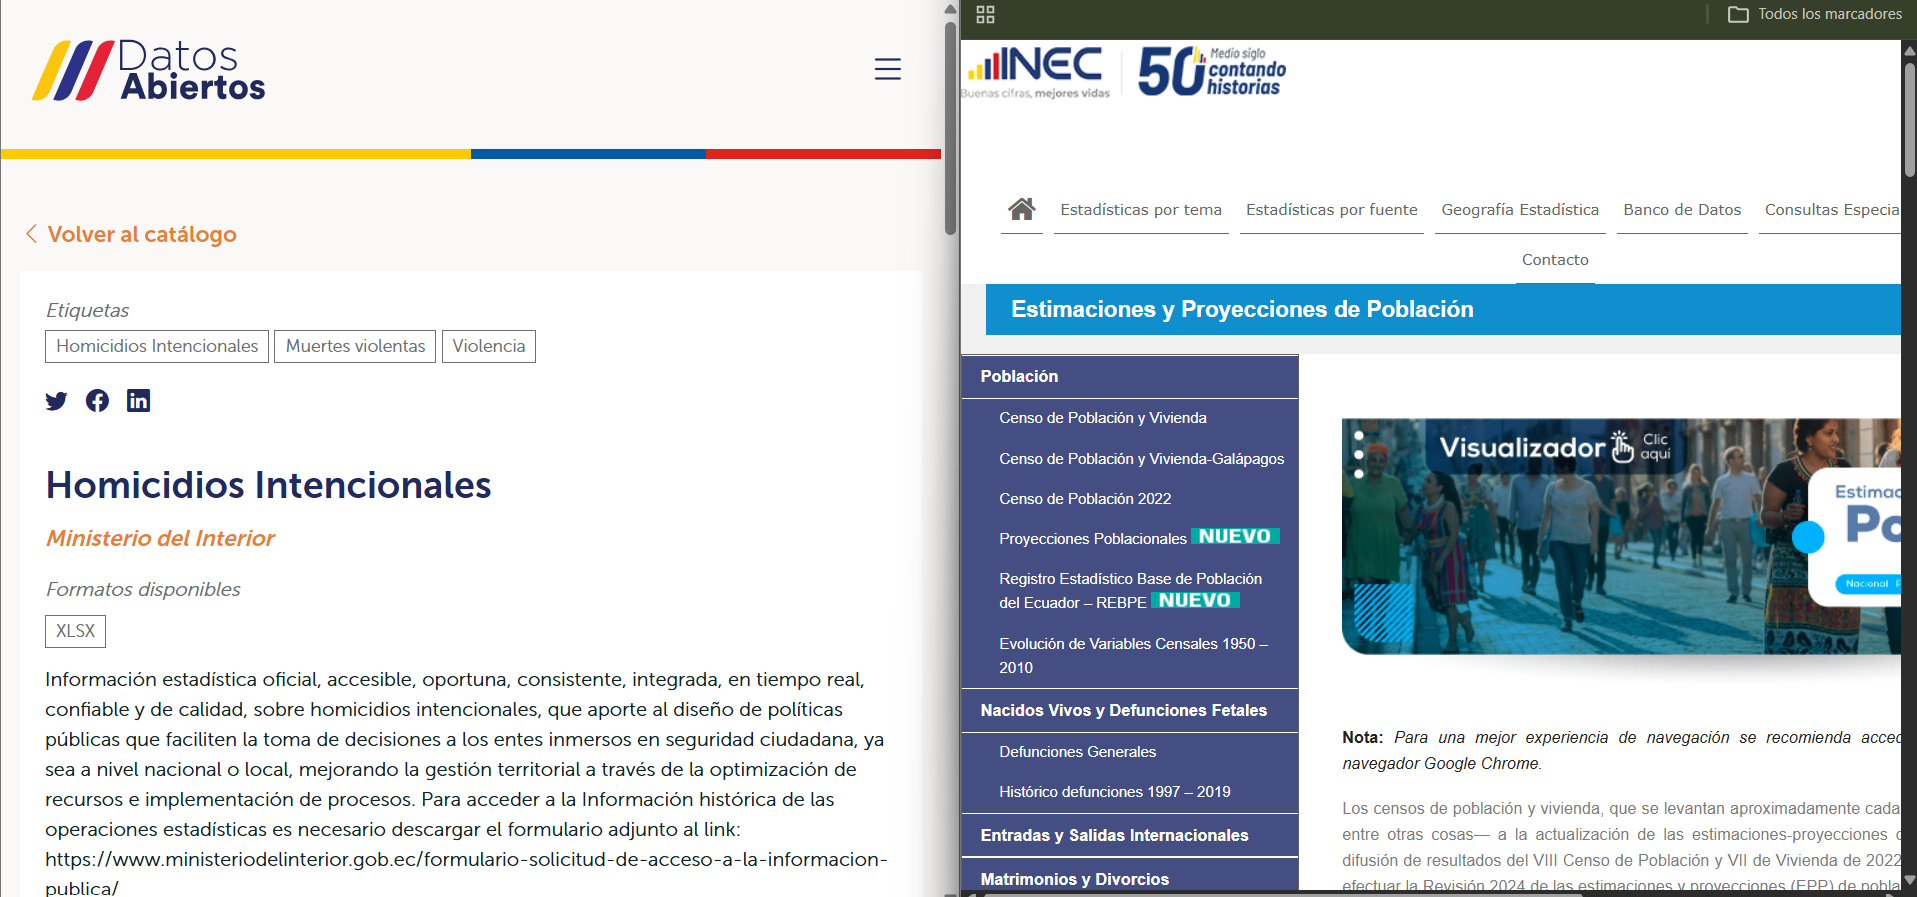 Datos
Abiertos
Volver al catálogo
Etiquetas
Homicidios Intencionales
Muertes violentas
Violencia
Homicidios Intencionales
Ministerio del Interior
Formatos disponibles
XLSX
Información estadística oficial, accesible, oportuna, consistente, integrada, en tiempo real,
confiable y de calidad, sobre homicidios intencionales, que aporte al diseño de políticas
públicas que faciliten la toma de decisiones a los entes inmersos en seguridad ciudadana, ya
sea a nivel nacional o local, mejorando la gestión territorial a través de la optimización de
recursos e implementación de procesos. Para acceder a la Información histórica de las
operaciones estadísticas es necesario descargar el formulario adjunto al link:
https://www.ministeriodelinterior.gob.ec/formulario-solicitud-de-acceso-a-la-informacion-
publica/
Todos los marcadores
INEC
Buenas cifras, mejores vidas
50 Medio siglo
contando
historias
Estadísticas por tema
Estadísticas por fuente
Geografía Estadística
Banco de Datos
Consultas Especia
Contacto
Estimaciones y Proyecciones de Población
Población
Censo de Población y Vivienda
Censo de Población y Vivienda-Galápagos
Censo de Población 2022
Proyecciones Poblacionales NUEVO
Registro Estadístico Base de Población
del Ecuador – REBPE NUEVO
Evolución de Variables Censales 1950 –
2010
Nacidos Vivos y Defunciones Fetales
Defunciones Generales
Histórico defunciones 1997 – 2019
Entradas y Salidas Internacionales
Matrimonios y Divorcios
Visualizador Clic
aquí
Estimac
Po
Nacional
Nota: Para una mejor experiencia de navegación se recomienda acced
navegador Google Chrome.
Los censos de población y vivienda, que se levantan aproximadamente cada
entre otras cosas— a la actualización de las estimaciones-proyecciones
difusión de resultados del VIII Censo de Población y VII de Vivienda de 2022
efectuar la Revisión 2024 de las estimaciones y proyecciones (EPP) de pobla